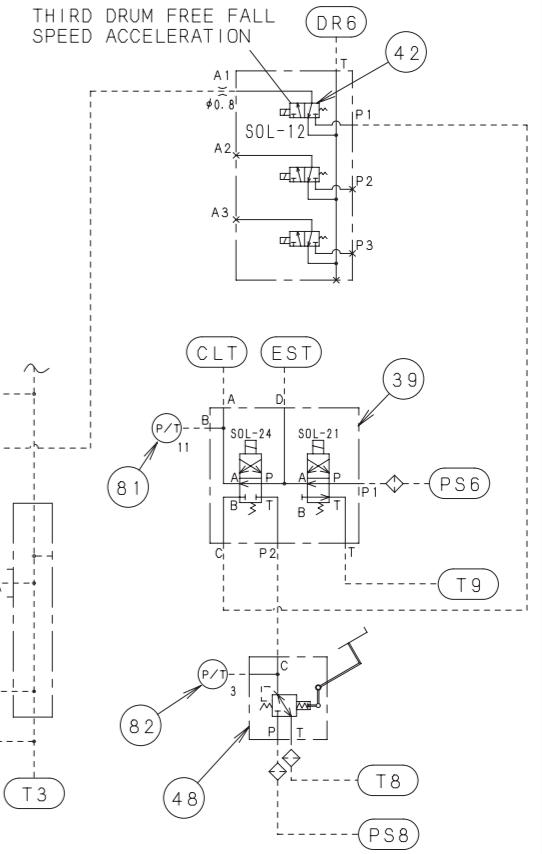 THIRD DRUM FREE FALL
SPEED ACCELERATION
DR6
42
T
A1
φ0.8
P1
SOL-12
A2
P2
A3
P3
CLT
EST
39
A
D
B
P/T
11
SOL-24
SOL-21
81
A
P
A
P
P1
PS6
B
T
B
T
C
P2
T
T9
C
P/T
3
82
P
T
48
T8
T3
PS8